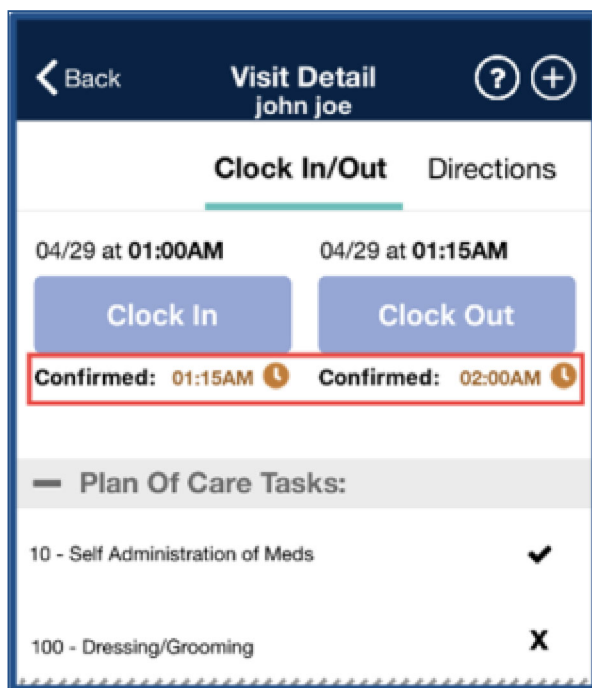 Back
Visit Detail
john joe
?
Clock In/Out Directions
04/29 at 01:00AM 04/29 at 01:15AM
Clock In Clock Out
Confirmed: 01:15AM Confirmed: 02:00AM
Plan Of Care Tasks:
10 - Self Administration of Meds
100 - Dressing/Grooming